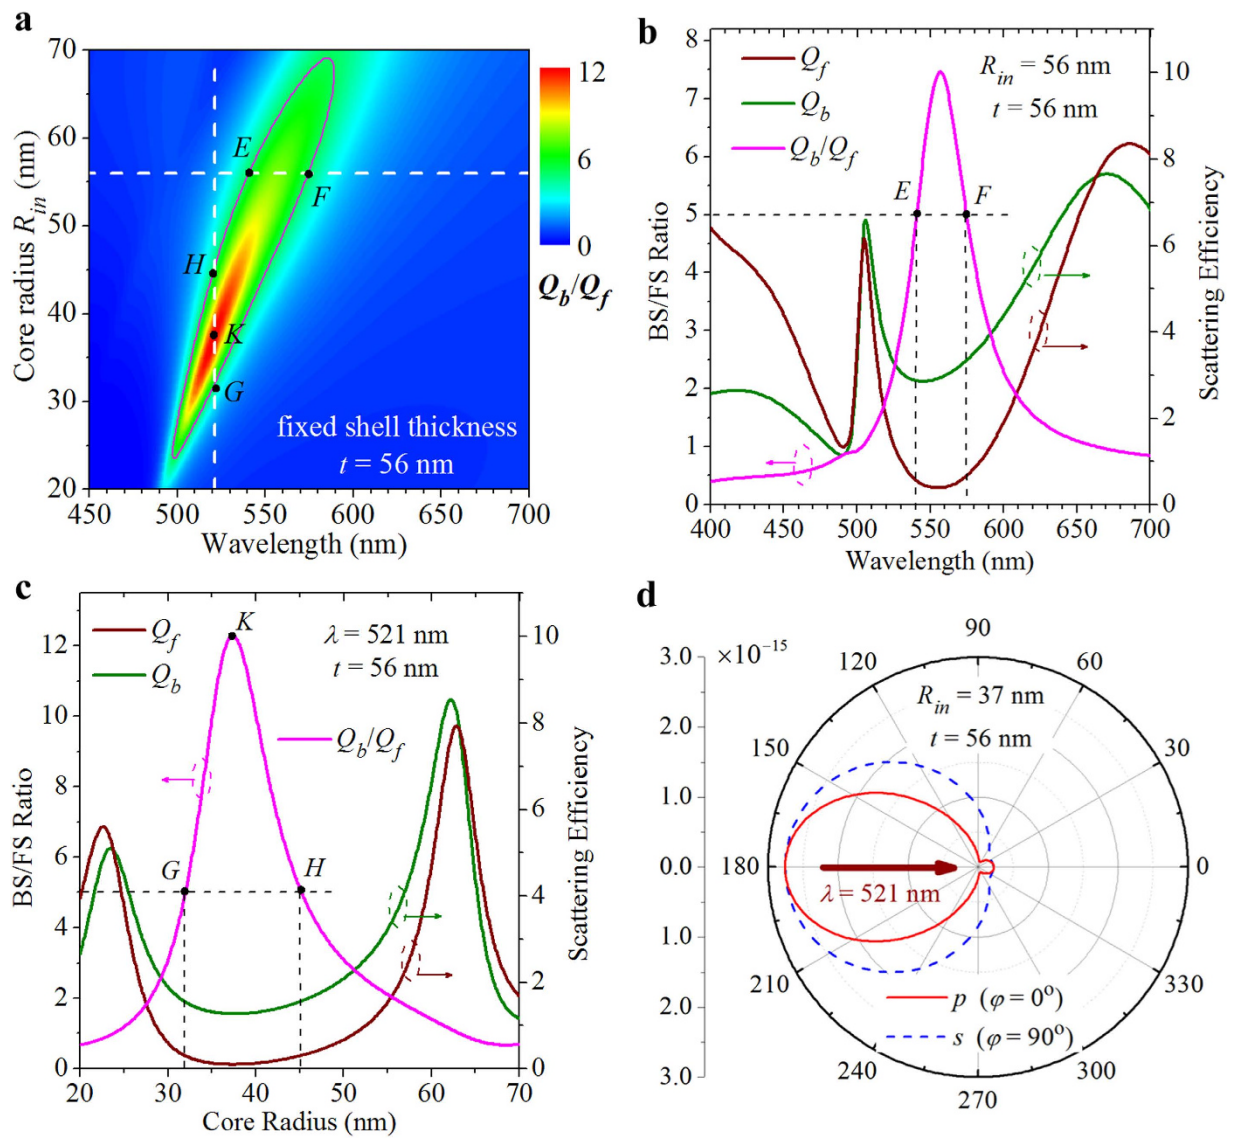 a
70
60
50
40
30
20
Core radius R_in (nm)
E
F
H
K
G
fixed shell thickness
t = 56 nm
450 500 550 600 650 700
Wavelength (nm)
12
6
0
Q_b/Q_f
b
8
7
6
5
4
3
2
1
0
BS/FS Ratio
Q_f
Q_b
Q_b/Q_f
R_in = 56 nm
t = 56 nm
E
F
10
8
6
4
2
0
Scattering Efficiency
400 450 500 550 600 650 700
Wavelength (nm)
c
12
10
8
6
4
2
0
BS/FS Ratio
Q_f
Q_b
K
λ = 521 nm
t = 56 nm
Q_b/Q_f
G
H
10
8
6
4
2
0
Scattering Efficiency
20 30 40 50 60 70
Core Radius (nm)
d
3.0
2.0
1.0
0.0
1.0
2.0
3.0
×10⁻¹⁵
90
120
60
150
30
180
0
210
330
240
300
270
R_in = 37 nm
t = 56 nm
λ = 521 nm
p (φ = 0°)
s (φ = 90°)